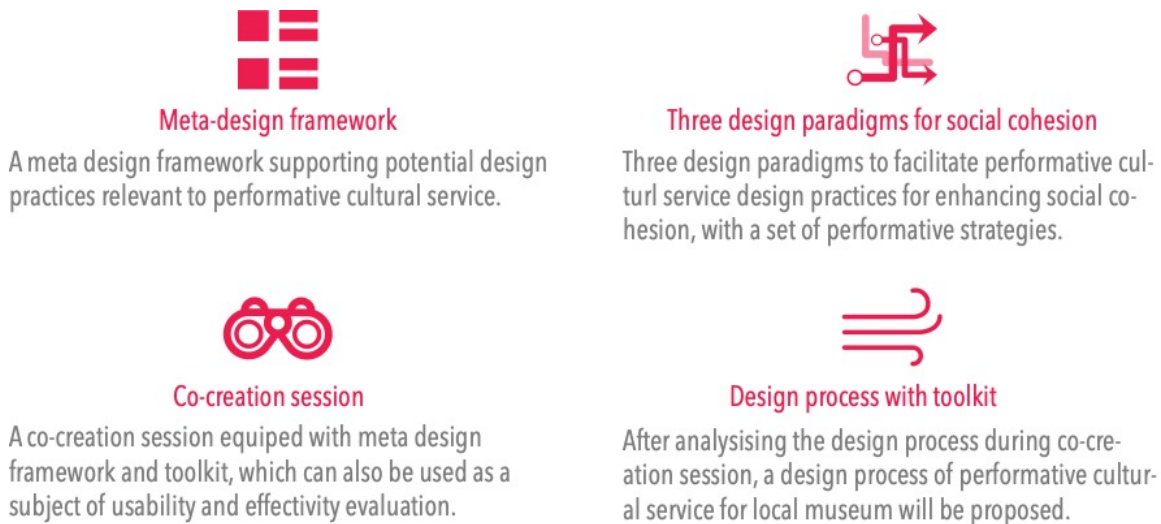 Meta-design framework
A meta design framework supporting potential design
practices relevant to performative cultural service.
Three design paradigms for social cohesion
Three design paradigms to facilitate performative cul-
turl service design practices for enhancing social co-
hesion, with a set of performative strategies.
Co-creation session
A co-creation session equiped with meta design
framework and toolkit, which can also be used as a
subject of usability and effectivity evaluation.
Design process with toolkit
After analysising the design process during co-cre-
ation session, a design process of performative cultur-
al service for local museum will be proposed.